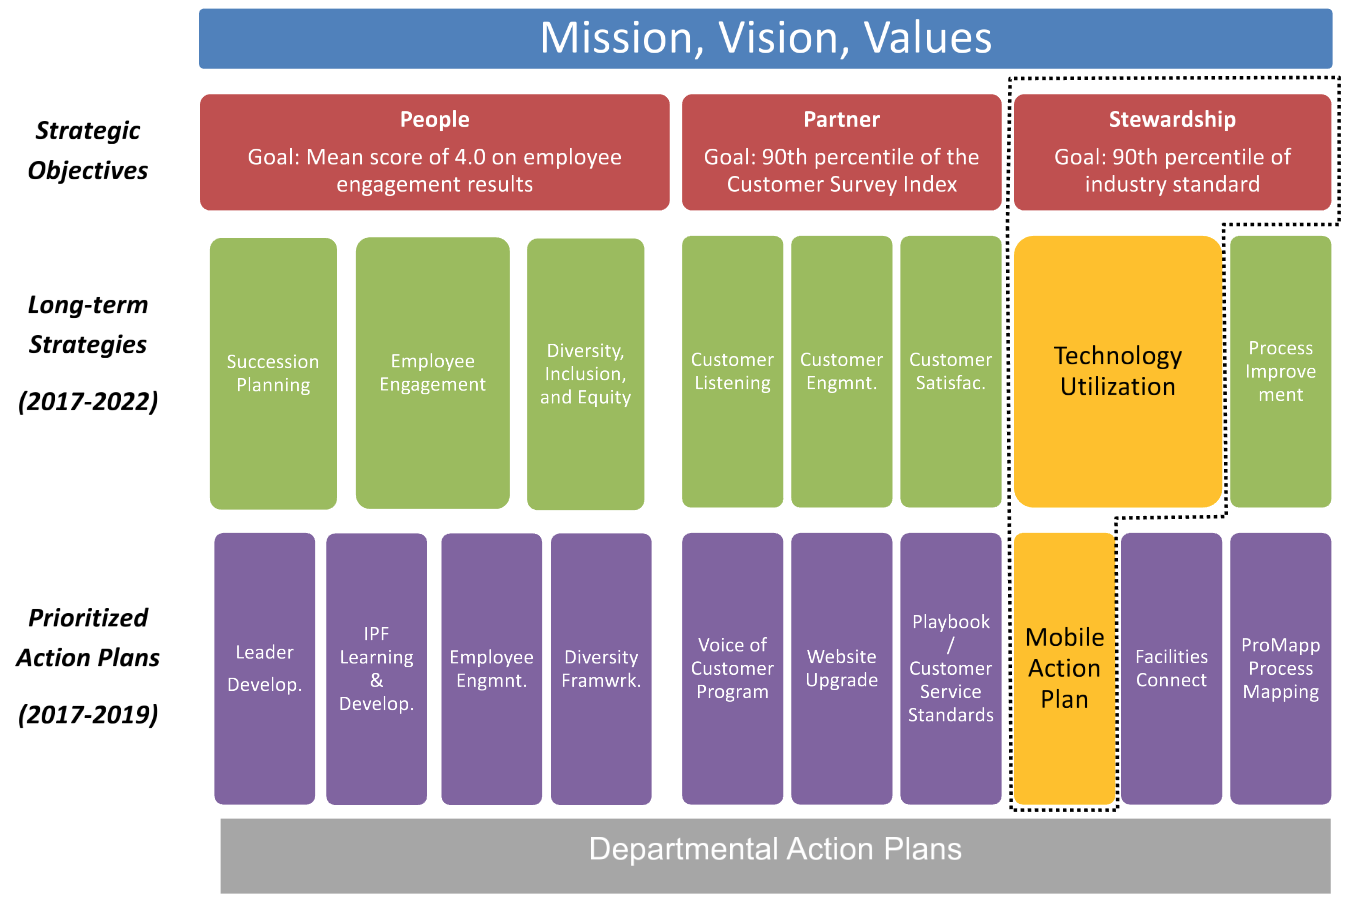 Mission, Vision, Values
Strategic
Objectives
People
Goal: Mean score of 4.0 on employee
engagement results
Partner
Goal: 90th percentile of the
Customer Survey Index
Stewardship
Goal: 90th percentile of
industry standard
Long-term
Strategies
(2017-2022)
Succession
Planning
Employee
Engagement
Diversity,
Inclusion,
and Equity
Customer
Listening
Customer
Engmnt.
Customer
Satisfac.
Technology
Utilization
Process
Improve
ment
Prioritized
Action Plans
(2017-2019)
Leader
Develop.
IPF
Learning
&
Develop.
Employee
Engmnt.
Diversity
Framwrk.
Voice of
Customer
Program
Website
Upgrade
Playbook
/
Customer
Service
Standards
Mobile
Action
Plan
Facilities
Connect
ProMapp
Process
Mapping
Departmental Action Plans